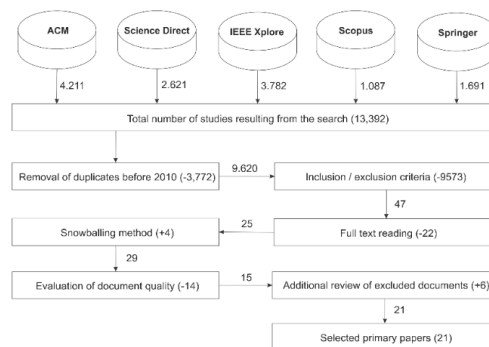 ACM
Science Direct
IEEE Xplore
Scopus
Springer
4.211
2.621
3.782
1.087
1.691
Total number of studies resulting from the search (13,392)
Removal of duplicates before 2010 (-3,772)
9.620
Inclusion / exclusion criteria (-9573)
47
Snowballing method (+4)
25
Full text reading (-22)
29
Evaluation of document quality (-14)
15
Additional review of excluded documents (+6)
21
Selected primary papers (21)